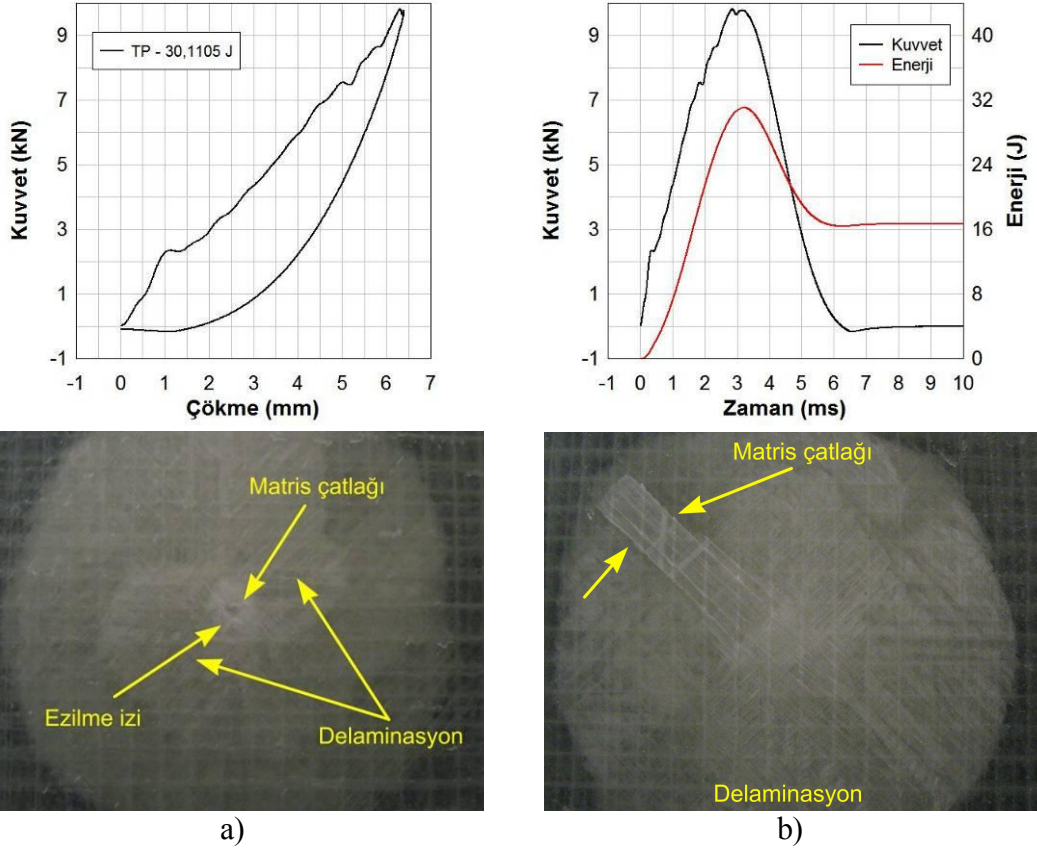 9
7
5
3
1
-1
-1 0 1 2 3 4 5 6 7
Kuvvet (kN)
Çökme (mm)
TP - 30,1105 J
9
7
5
3
1
-1
-1 0 1 2 3 4 5 6 7 8 9 10
Kuvvet (kN)
Zaman (ms)
40
32
24
16
8
0
Enerji (J)
Kuvvet
Enerji
Matris çatlağı
Ezilme izi
Delaminasyon
a)
Matris çatlağı
Delaminasyon
b)